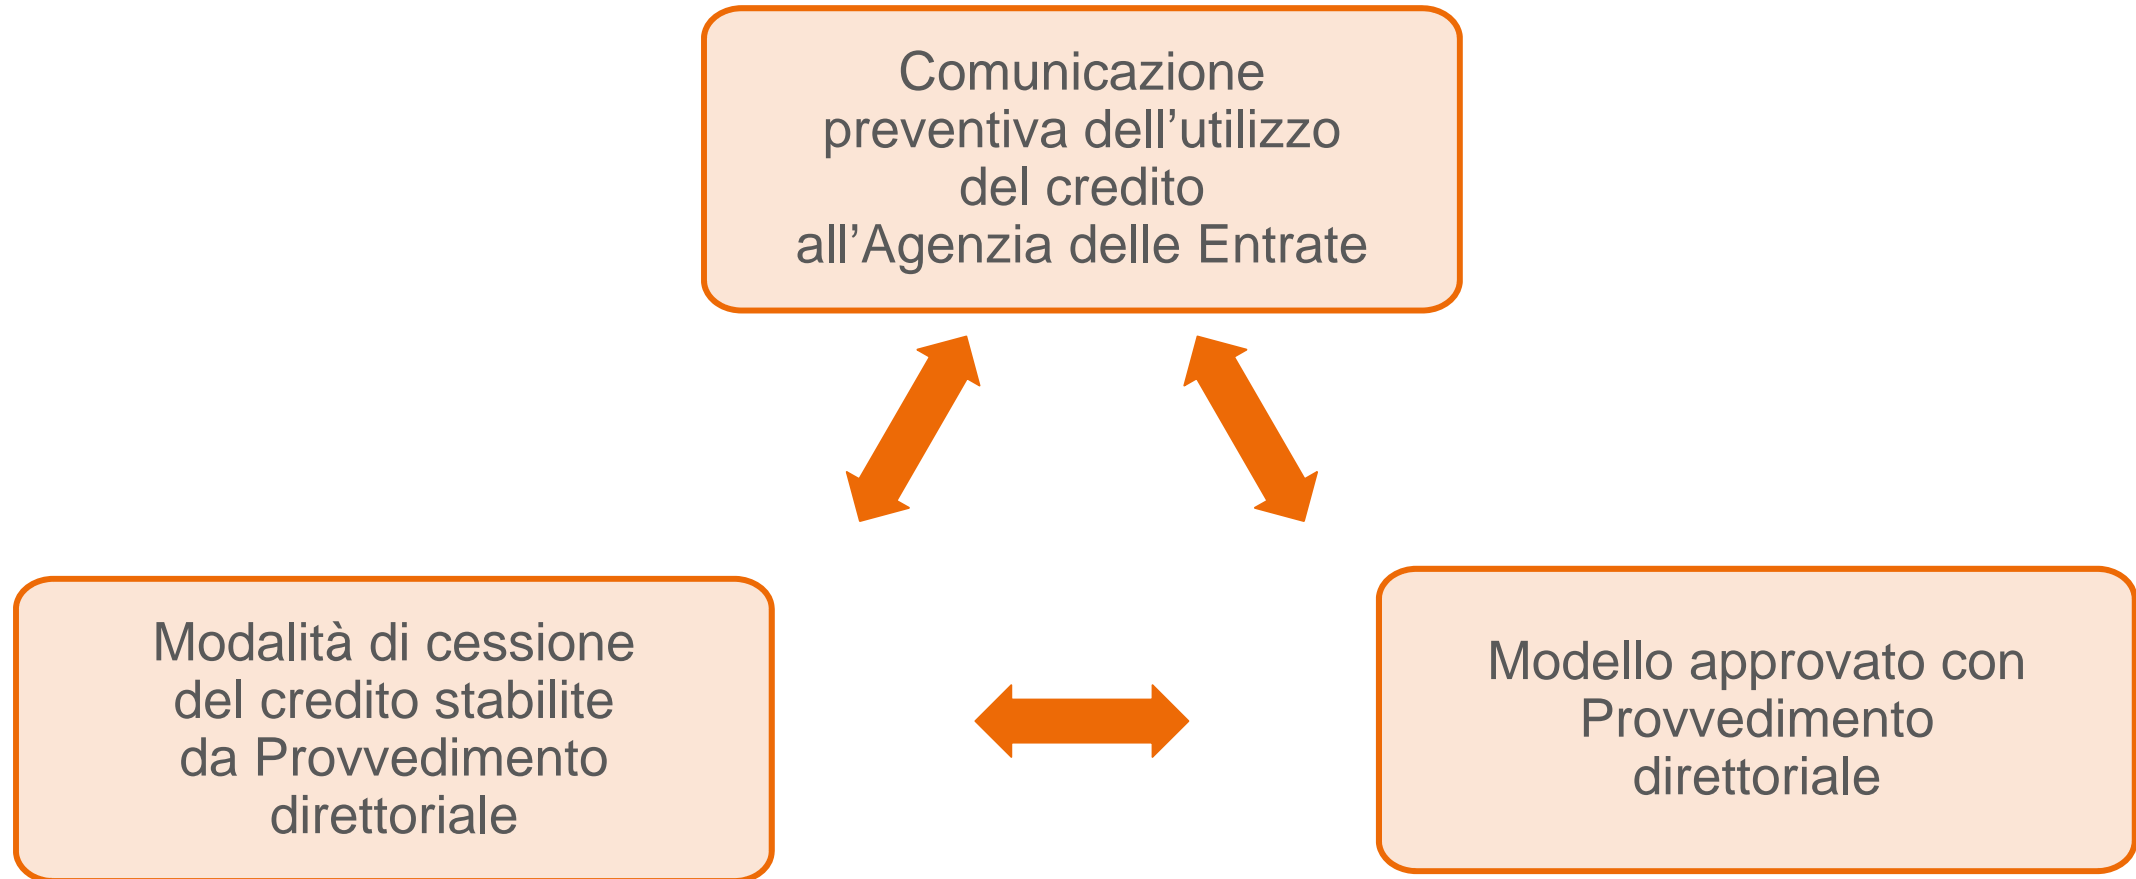 Comunicazione
preventiva dell’utilizzo
del credito
all’Agenzia delle Entrate
Modalità di cessione
del credito stabilite
da Provvedimento
direttoriale
Modello approvato con
Provvedimento
direttoriale